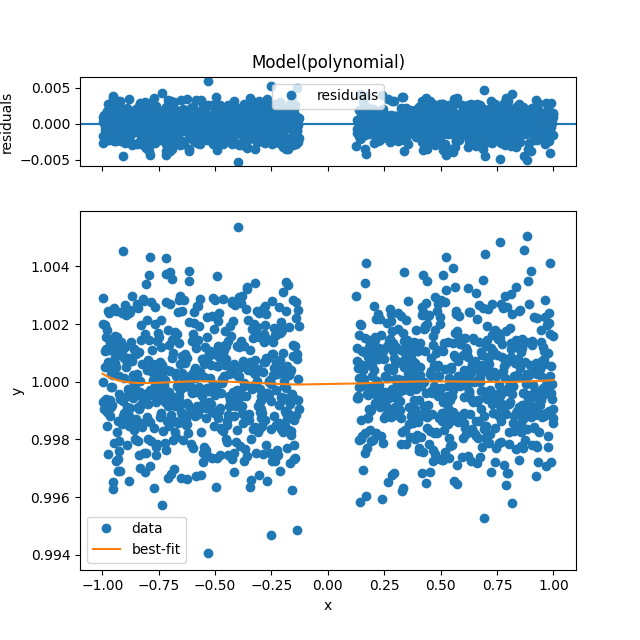 Model(polynomial)
residuals
0.005
0.000
−0.005
residuals
y
1.004
1.002
1.000
0.998
0.996
0.994
data
best-fit
−1.00 −0.75 −0.50 −0.25 0.00 0.25 0.50 0.75 1.00
x